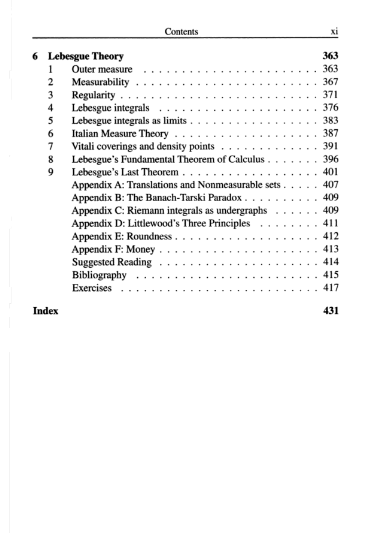 Contents xi
6 Lebesgue Theory 363
1 Outer measure . . . . . . . . . . . . . . . . . . . . . . . 363
2 Measurability . . . . . . . . . . . . . . . . . . . . . . . . 367
3 Regularity . . . . . . . . . . . . . . . . . . . . . . . . . 371
4 Lebesgue integrals . . . . . . . . . . . . . . . . . . . . . 376
5 Lebesgue integrals as limits . . . . . . . . . . . . . . . . . 383
6 Italian Measure Theory . . . . . . . . . . . . . . . . . . . 387
7 Vitali coverings and density points . . . . . . . . . . . . . 391
8 Lebesgue's Fundamental Theorem of Calculus . . . . . . . 396
9 Lebesgue's Last Theorem . . . . . . . . . . . . . . . . . . 401
Appendix A: Translations and Nonmeasurable sets . . . . . 407
Appendix B: The Banach-Tarski Paradox . . . . . . . . . . 409
Appendix C: Riemann integrals as undergraphs . . . . . . 409
Appendix D: Littlewood's Three Principles . . . . . . . . 411
Appendix E: Roundness . . . . . . . . . . . . . . . . . . . 412
Appendix F: Money . . . . . . . . . . . . . . . . . . . . . 413
Suggested Reading . . . . . . . . . . . . . . . . . . . . . 414
Bibliography . . . . . . . . . . . . . . . . . . . . . . . . 415
Exercises . . . . . . . . . . . . . . . . . . . . . . . . . 417
Index 431